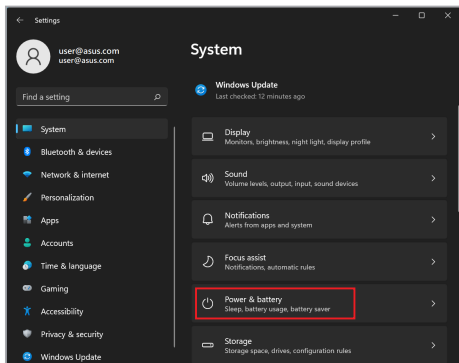 Settings
user@asus.com
user@asus.com
Find a setting
System
Bluetooth & devices
Network & internet
Personalization
Apps
Accounts
Time & language
Gaming
Accessibility
Privacy & security
Windows Update
System
Windows Update
Last checked: 12 minutes ago
Display
Monitors, brightness, night light, display profile
Sound
Volume levels, output, input, sound devices
Notifications
Alerts from apps and system
Focus assist
Notifications, automatic rules
Power & battery
Sleep, battery usage, battery saver
Storage
Storage space, drives, configuration rules